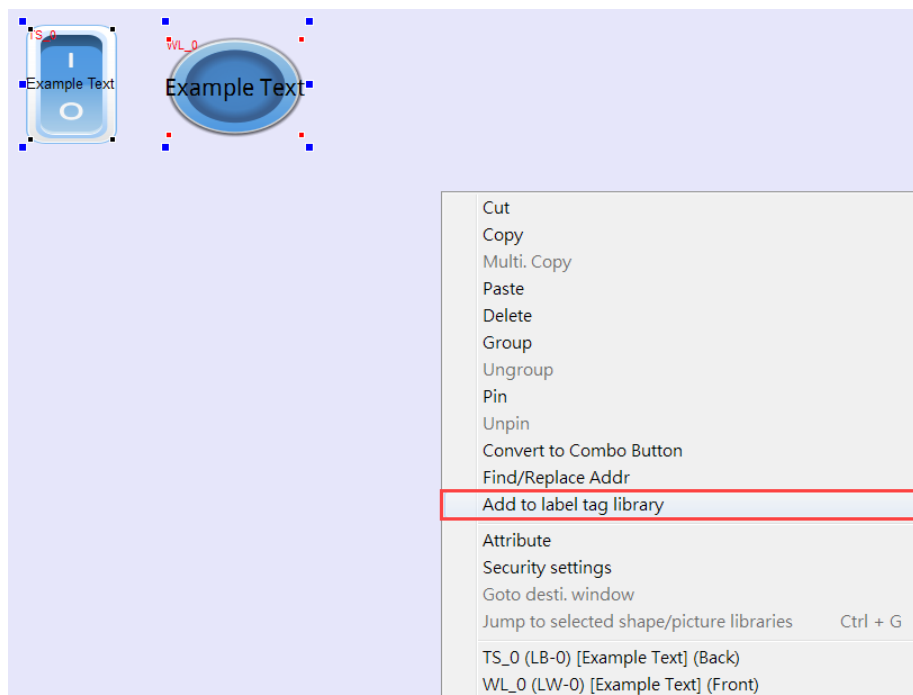 TS_0
Example Text
WL_0
Example Text
Cut
Copy
Multi. Copy
Paste
Delete
Group
Ungroup
Pin
Unpin
Convert to Combo Button
Find/Replace Addr
Add to label tag library
Attribute
Security settings
Goto desti. window
Jump to selected shape/picture libraries Ctrl + G
TS_0 (LB-0) [Example Text] (Back)
WL_0 (LW-0) [Example Text] (Front)